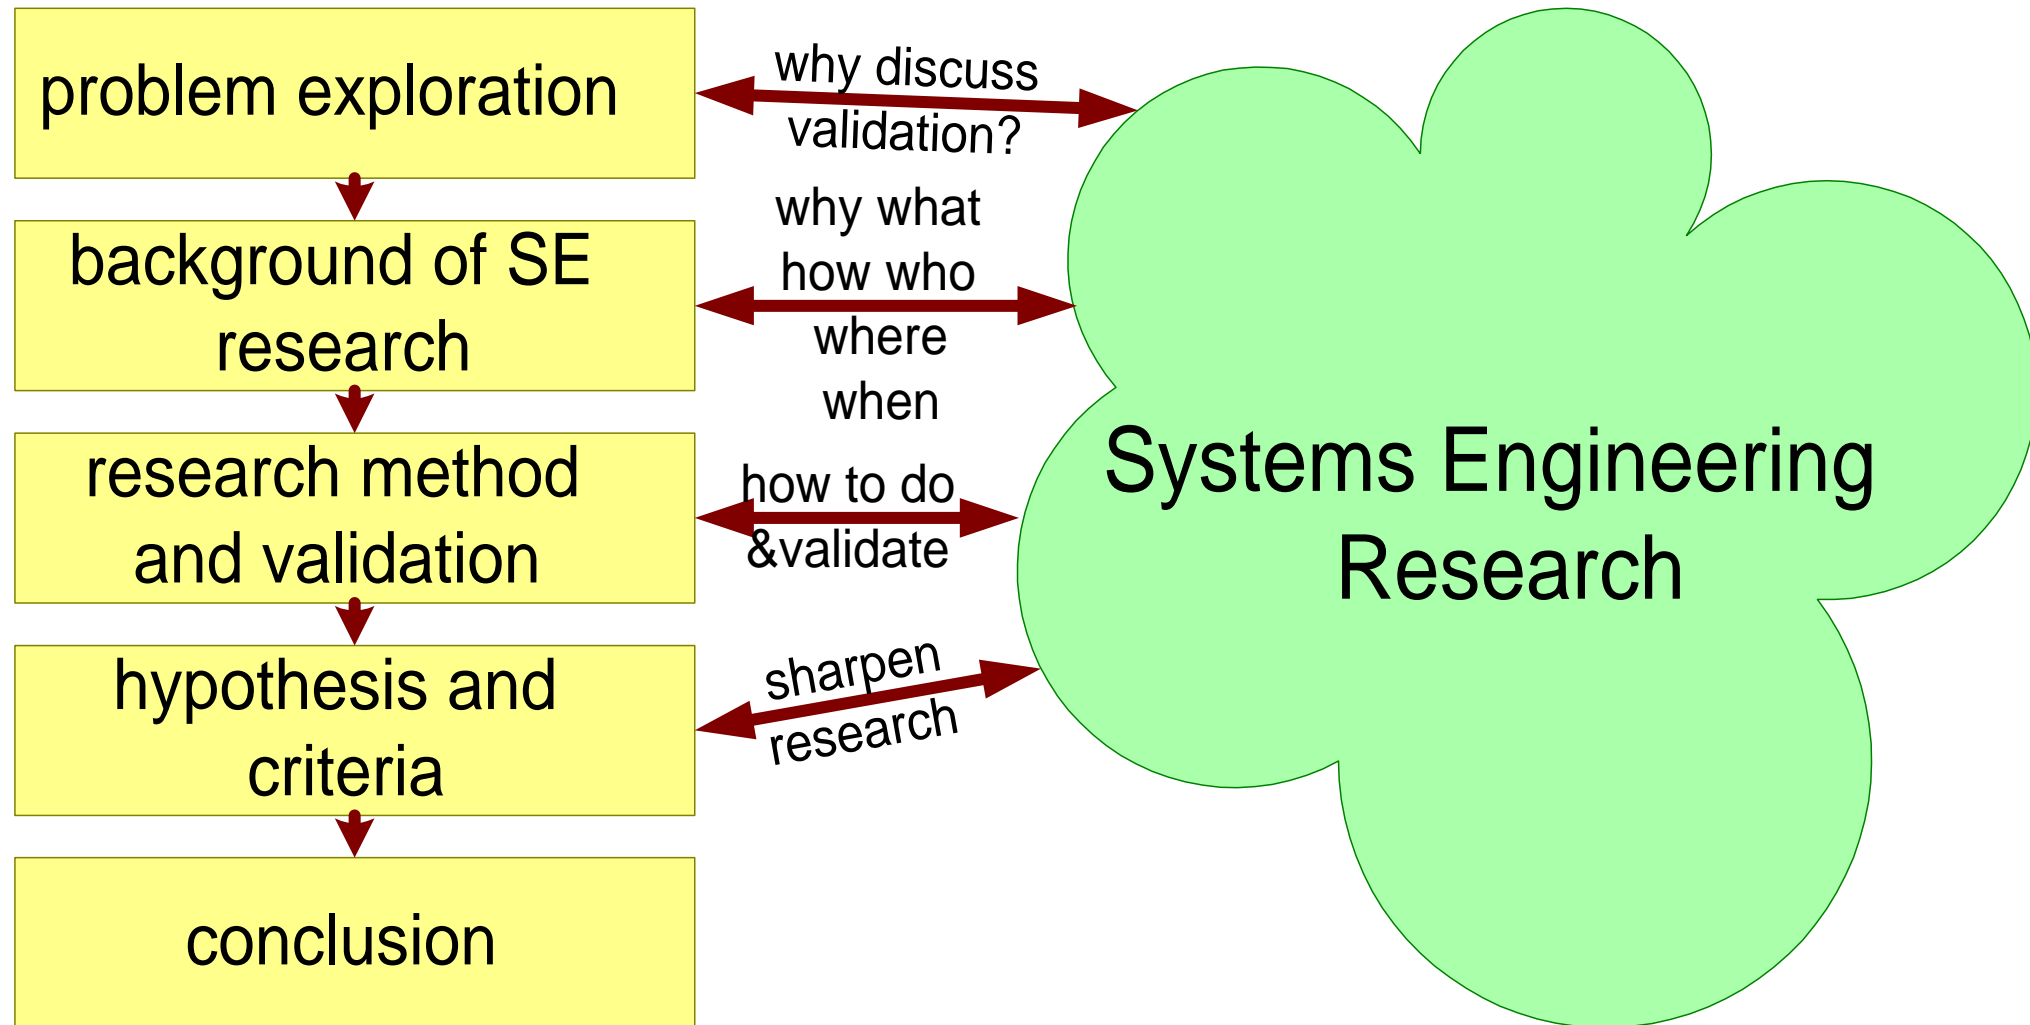 problem exploration
why discuss
validation?
background of SE
research
why what
how who
where
when
research method
and validation
how to do
&validate
hypothesis and
criteria
sharpen
research
conclusion
Systems Engineering
Research